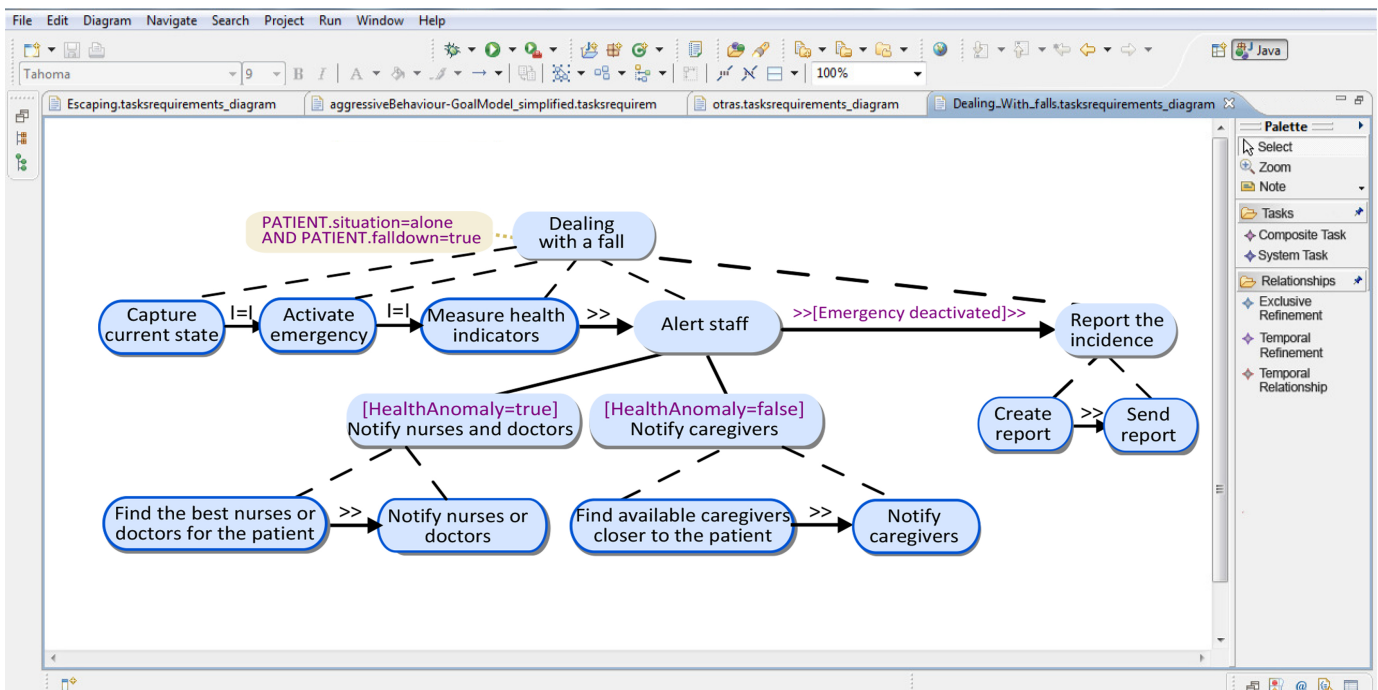 File Edit Diagram Navigate Search Project Run Window Help
Java
Tahoma 9 B I A 100%
Escaping.tasksrequirements_diagram
aggressiveBehaviour-GoalModel_simplified.tasksrequirem
otras.tasksrequirements_diagram
Dealing_With_falls.tasksrequirements_diagram
PATIENT.situation=alone
AND PATIENT.falldown=true
Dealing
with a fall
Capture
current state
|=|
Activate
emergency
|=|
Measure health
indicators
>>
Alert staff
>>[Emergency deactivated]>>
Report the
incidence
[HealthAnomaly=true]
Notify nurses and doctors
[HealthAnomaly=false]
Notify caregivers
Create
report
>>
Send
report
Find the best nurses or
doctors for the patient
>>
Notify nurses or
doctors
Find available caregivers
closer to the patient
>>
Notify
caregivers
Palette
Select
Zoom
Note
Tasks
Composite Task
System Task
Relationships
Exclusive
Refinement
Temporal
Refinement
Temporal
Relationship